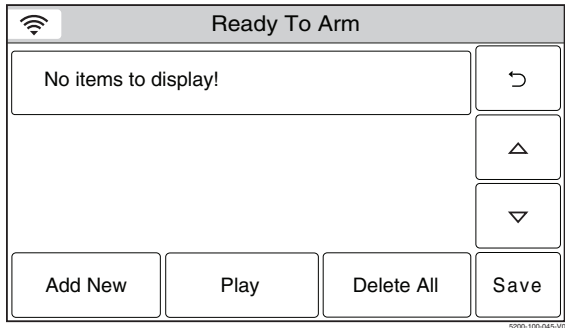 Ready To Arm
No items to display!
Add New
Play
Delete All
Save
5200-100-045-V0